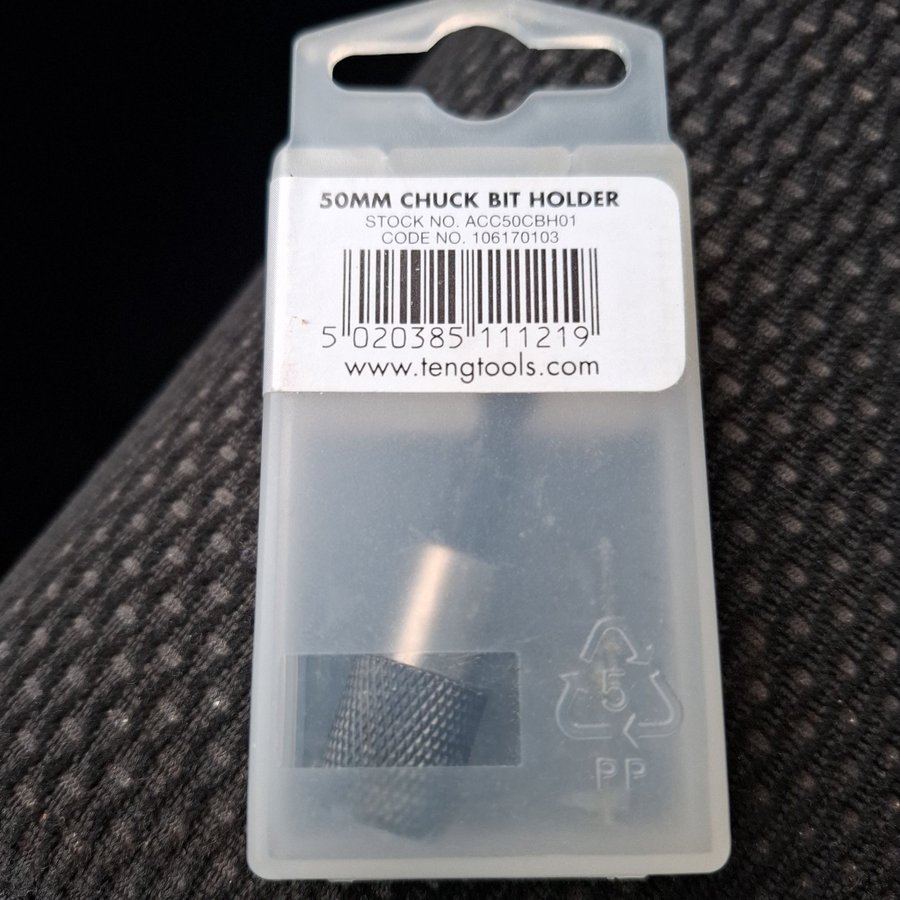 50MM CHUCK BIT HOLDER
STOCK NO. ACC50CBH01
CODE NO. 106170103
5 020385 111219
www.tengtools.com
5
PP